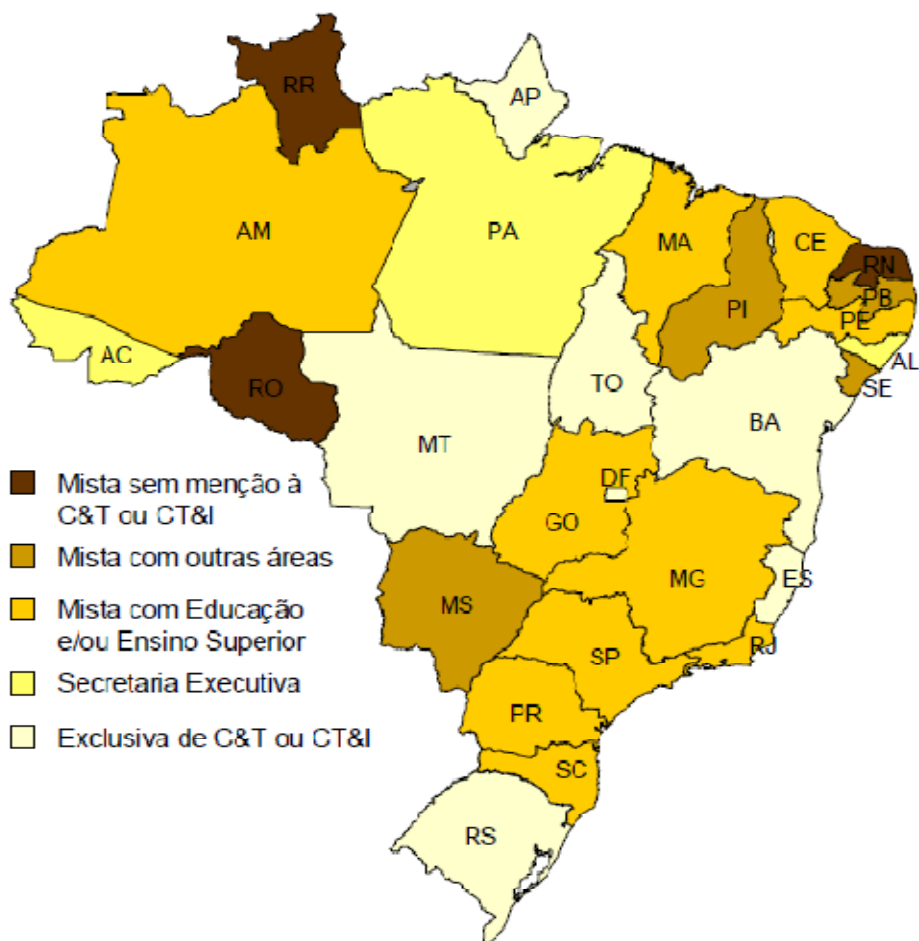 RR
AP
AM
PA
MA
CE
RN
PB
PI
PE
AC
AL
RO
TO
SE
BA
MT
DF
GO
MG
ES
MS
SP
RJ
PR
SC
RS
Mista sem menção à
C&T ou CT&I
Mista com outras áreas
Mista com Educação
e/ou Ensino Superior
Secretaria Executiva
Exclusiva de C&T ou CT&I